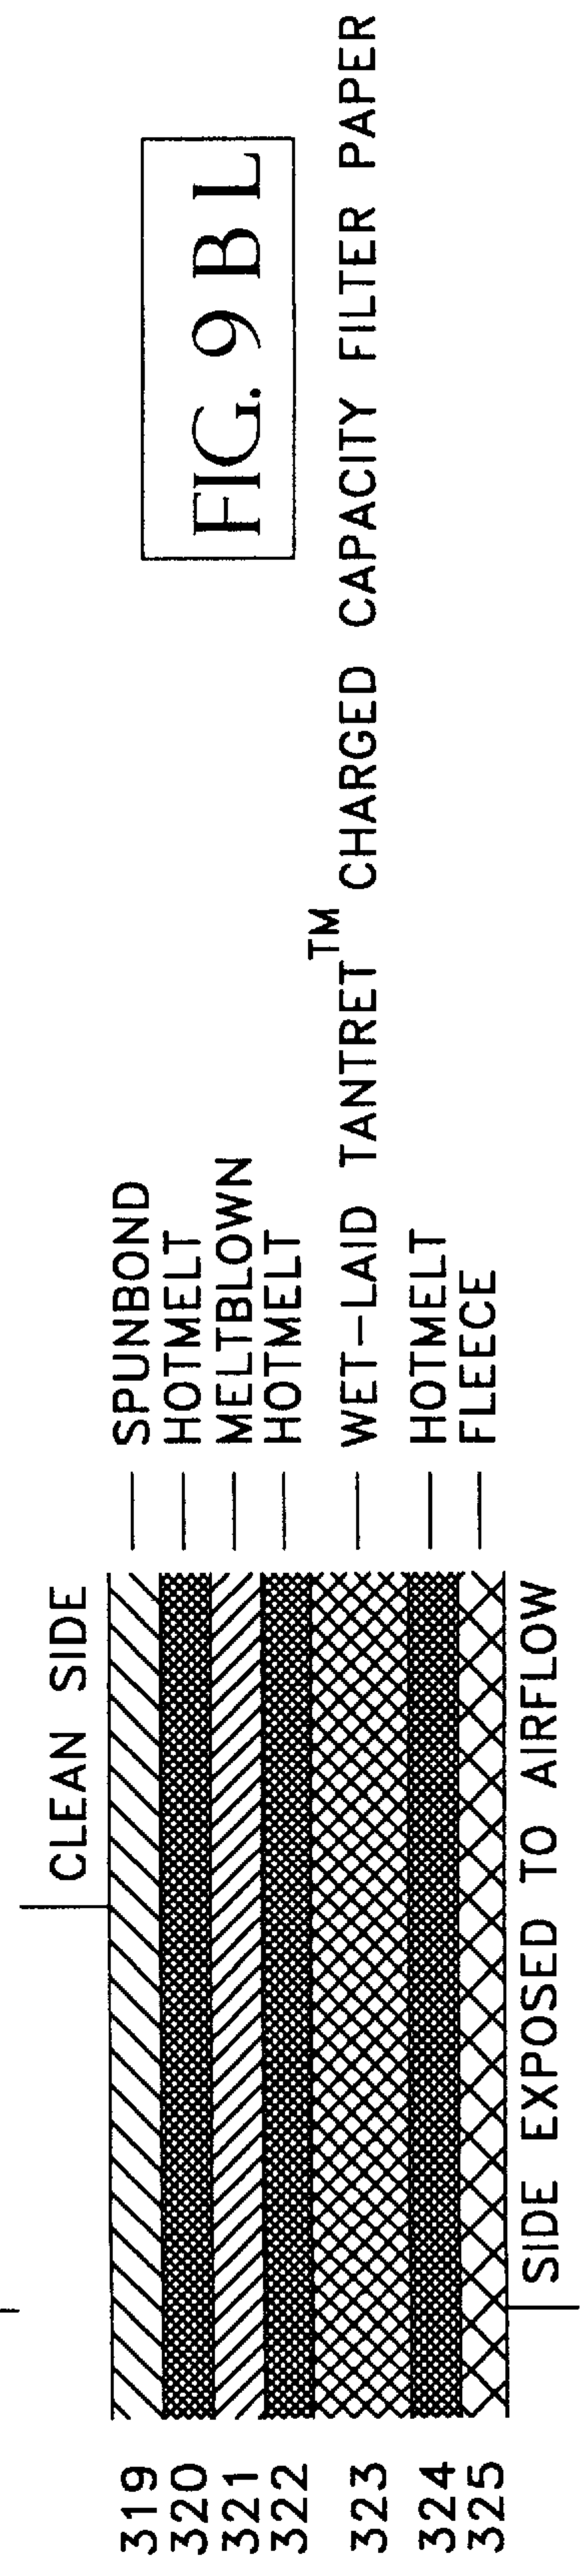 CLEAN SIDE
319 SPUNBOND
320 HOTMELT
321 MELTBLOWN
322 HOTMELT
323 WET-LAID TANTRET™ CHARGED CAPACITY FILTER PAPER
324 HOTMELT
325 FLEECE
SIDE EXPOSED TO AIRFLOW
FIG. 9 B L